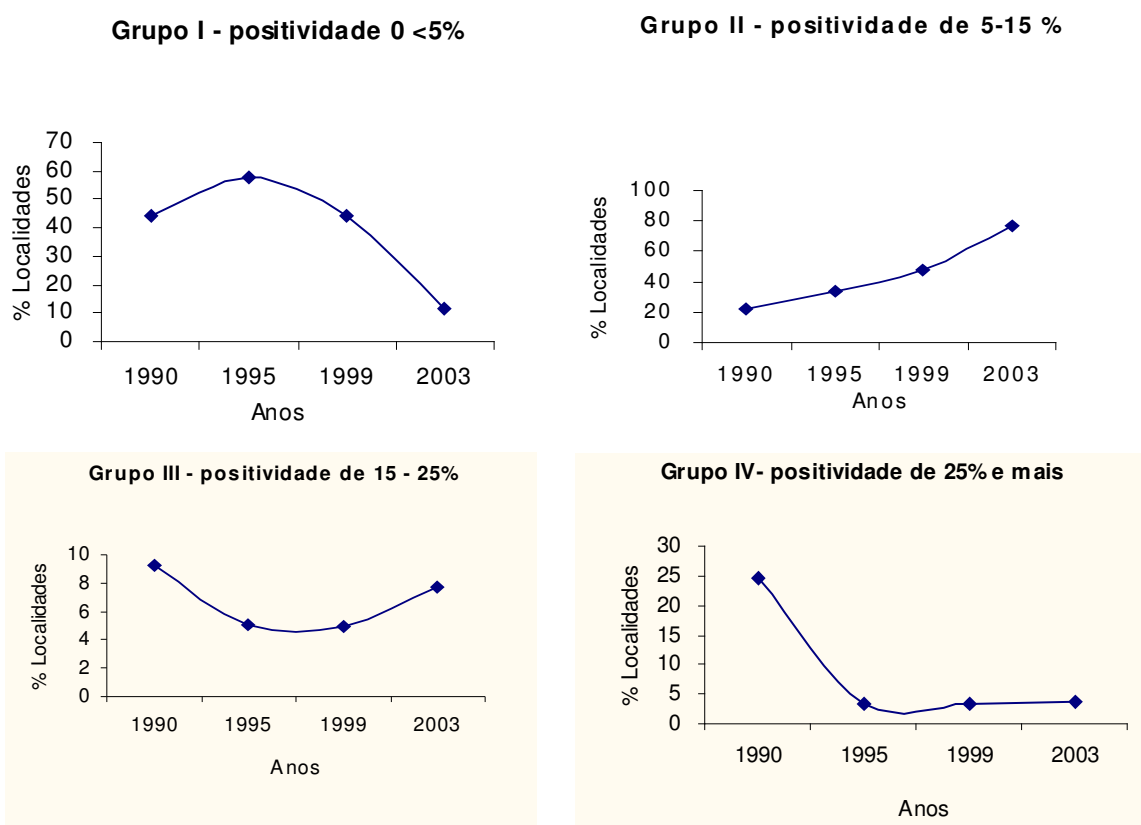 Grupo I - positividade 0 <5%
70
60
50
40
30
20
10
0
% Localidades
1990 1995 1999 2003
Anos
Grupo II - positividade de 5-15 %
100
80
60
40
20
0
% Localidades
1990 1995 1999 2003
Anos
Grupo III - positividade de 15 - 25%
10
8
6
4
2
0
% Localidades
1990 1995 1999 2003
Anos
Grupo IV- positividade de 25% e mais
30
25
20
15
10
5
0
% Localidades
1990 1995 1999 2003
Anos